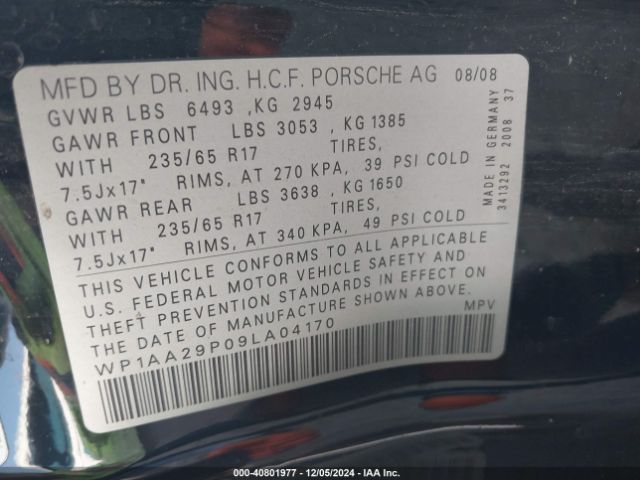 MFD BY DR. ING. H.C.F. PORSCHE AG 08/08
GVWR LBS 6493 ,KG 2945
GAWR FRONT LBS 3053 , KG 1385
WITH 235/65 R17 TIRES,
7.5Jx17" RIMS, AT 270 KPA, 39 PSI COLD
GAWR REAR LBS 3638 , KG 1650
WITH 235/65 R17 TIRES,
7.5Jx17" RIMS, AT 340 KPA, 49 PSI COLD
THIS VEHICLE CONFORMS TO ALL APPLICABLE
U.S. FEDERAL MOTOR VEHICLE SAFETY AND
THEFT PREVENTION STANDARDS IN EFFECT ON
THE DATE OF MANUFACTURE SHOWN ABOVE.
WP1AA29P09LA04170 MPV
MADE IN GERMANY
3413292 2008 37
000-40801977 - 12/05/2024 - IAA Inc.